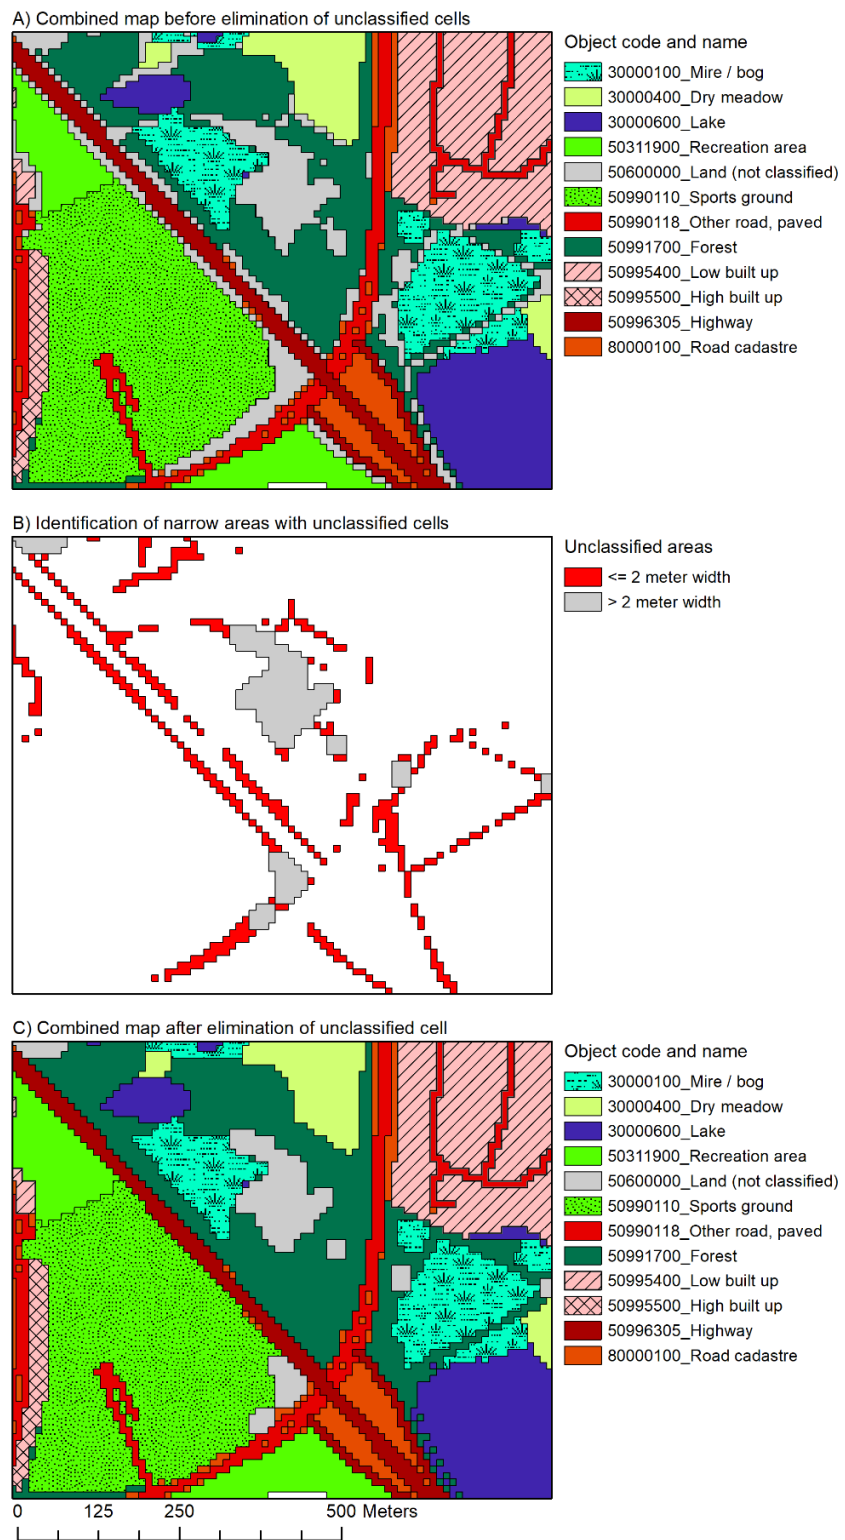 A) Combined map before elimination of unclassified cells
Object code and name
30000100_Mire / bog
30000400_Dry meadow
30000600_Lake
50311900_Recreation area
50600000_Land (not classified)
50990110_Sports ground
50990118_Other road, paved
50991700_Forest
50995400_Low built up
50995500_High built up
50996305_Highway
80000100_Road cadastre
B) Identification of narrow areas with unclassified cells
Unclassified areas
<= 2 meter width
> 2 meter width
C) Combined map after elimination of unclassified cell
Object code and name
30000100_Mire / bog
30000400_Dry meadow
30000600_Lake
50311900_Recreation area
50600000_Land (not classified)
50990110_Sports ground
50990118_Other road, paved
50991700_Forest
50995400_Low built up
50995500_High built up
50996305_Highway
80000100_Road cadastre
0 125 250 500 Meters